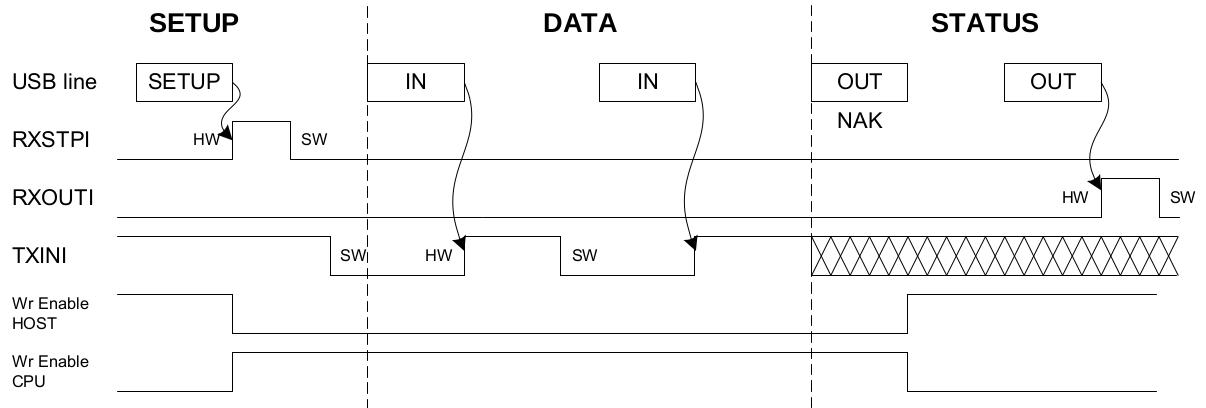 SETUP DATA STATUS
USB line SETUP IN IN OUT OUT
NAK
RXSTPI HW SW
RXOUTI HW SW
TXINI SW HW SW
Wr Enable
HOST
Wr Enable
CPU